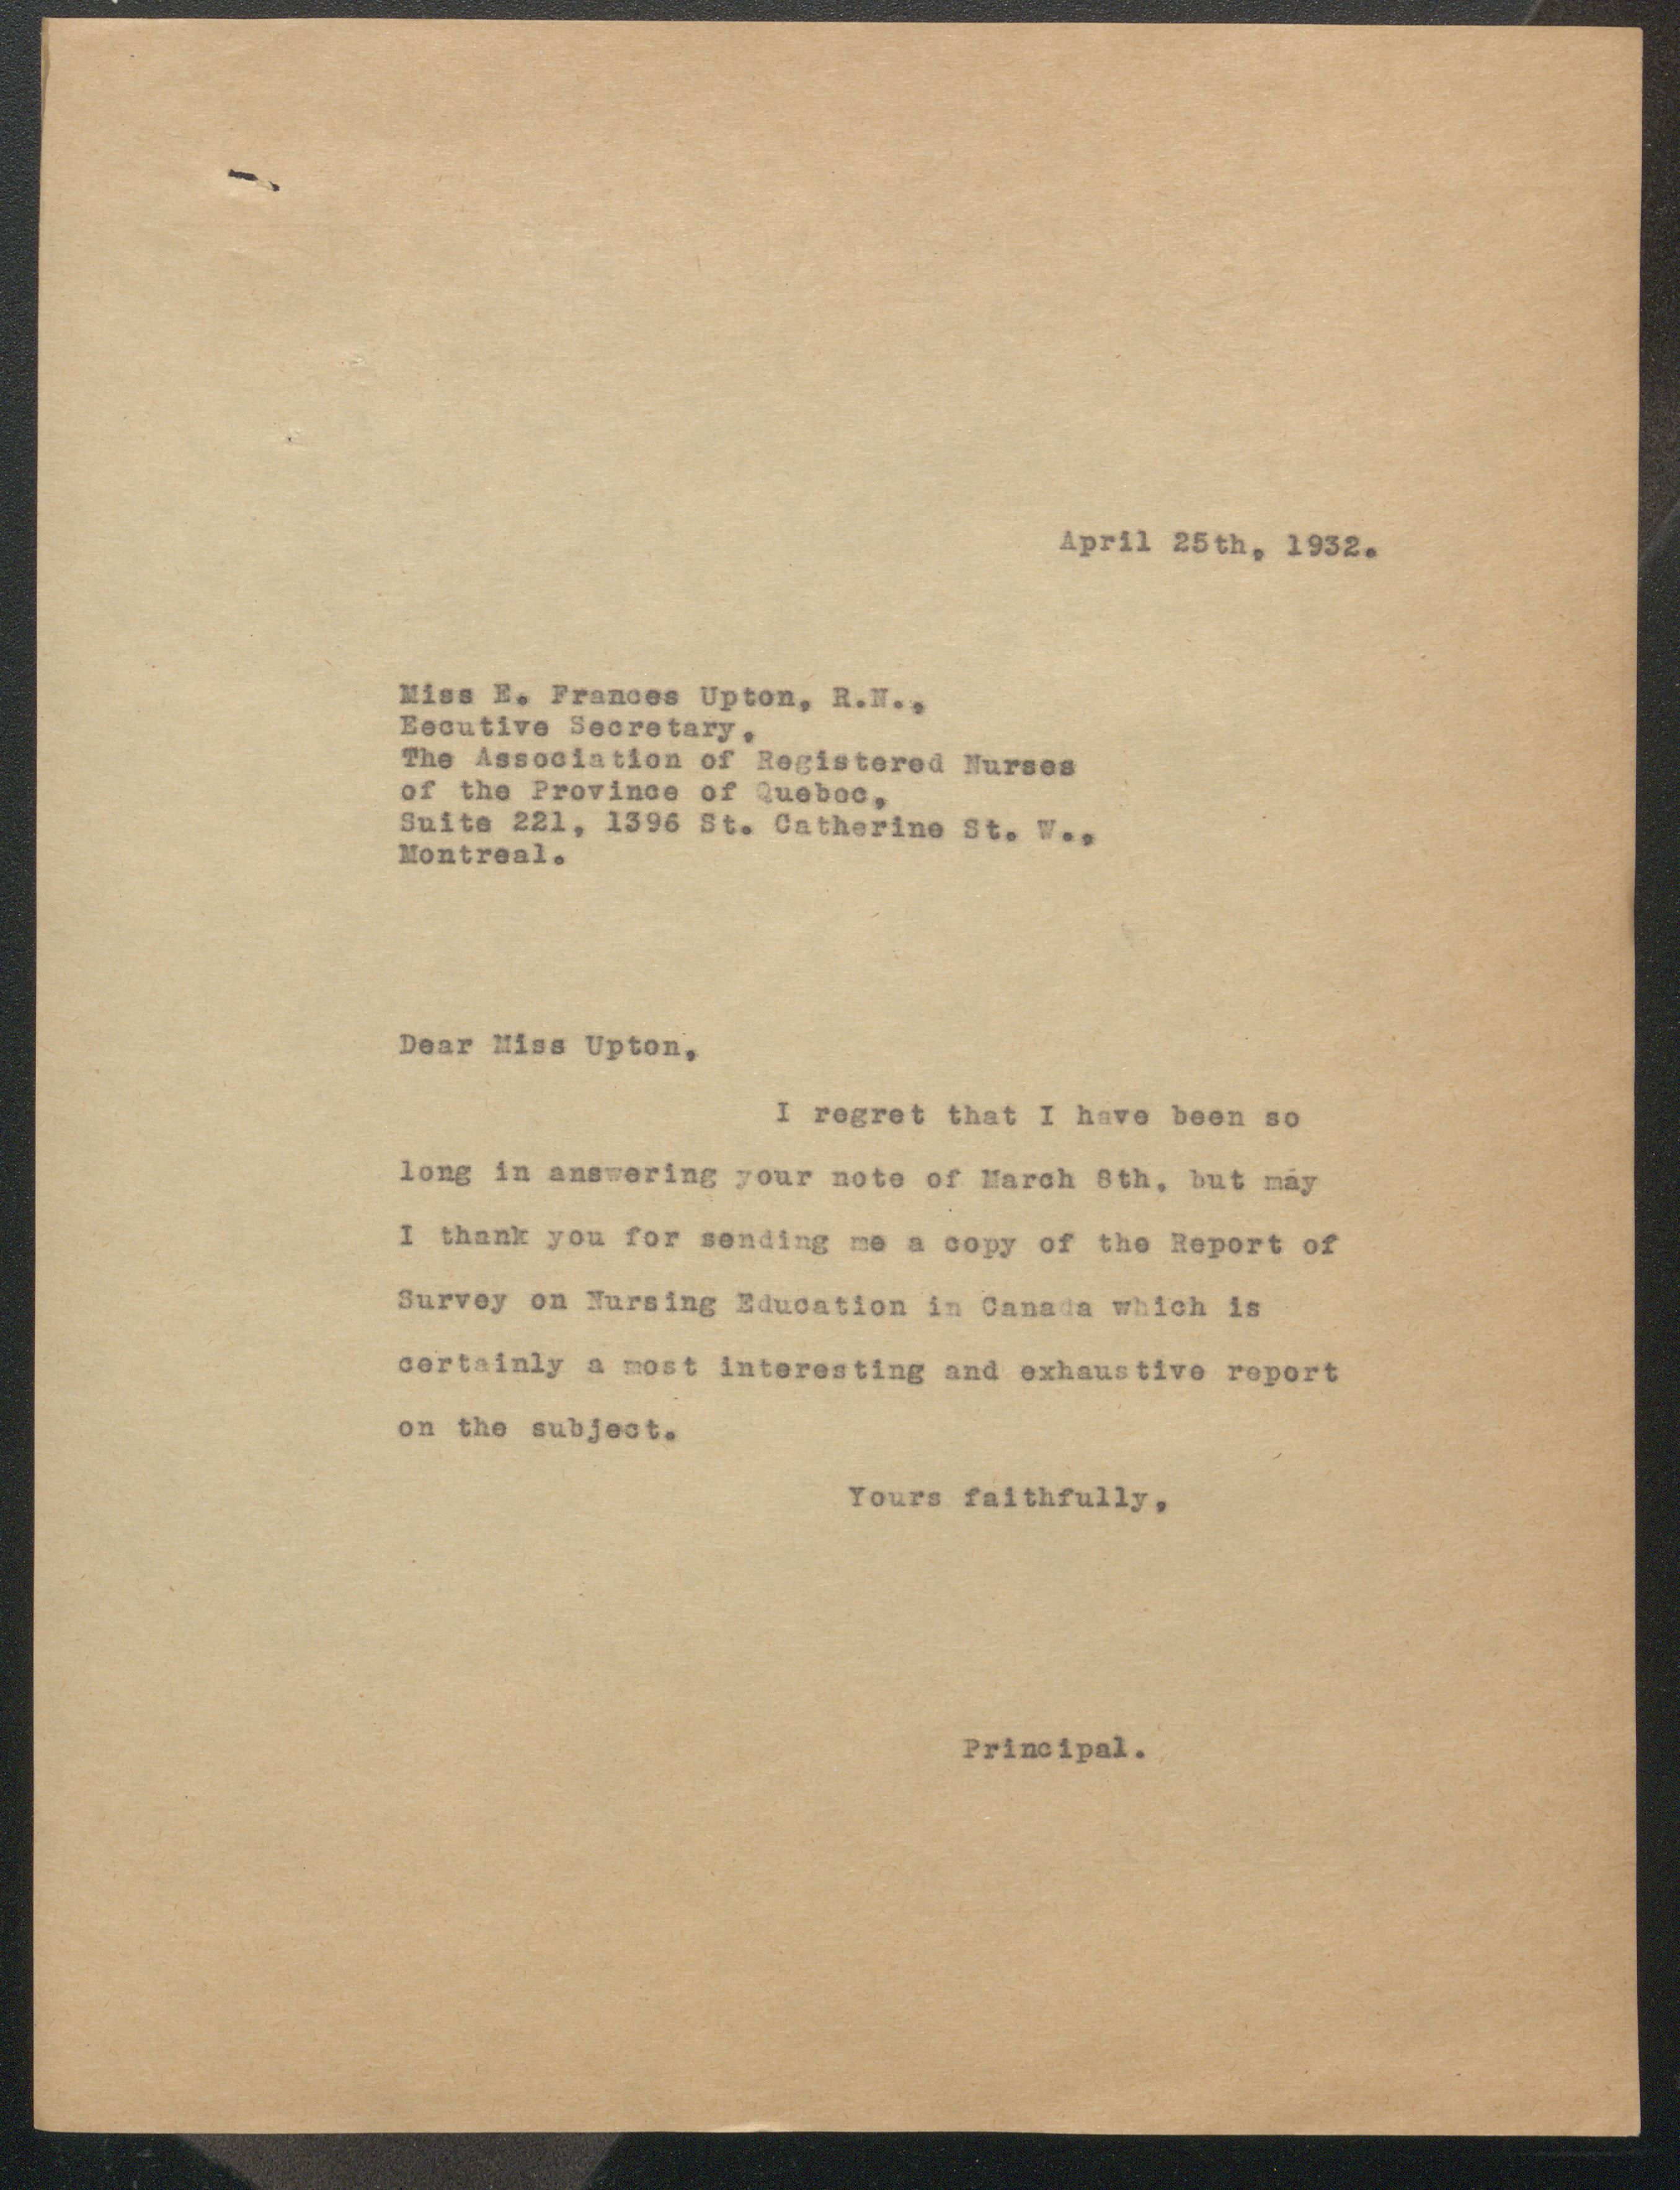 April 25th, 1932.
Miss E. Frances Upton, R.N.,
Eecutive Secretary,
The Association of Registered Nurses
of the Province of Quebec,
Suite 221, 1396 St. Catherine St. W.,
Montreal.
Dear Miss Upton,
I regret that I have been so
long in answering your note of March 8th, but may
I thank you for sending me a copy of the Report of
Survey on Nursing Education in Canada which is
certainly a most interesting and exhaustive report
on the subject.
Yours faithfully,
Principal.